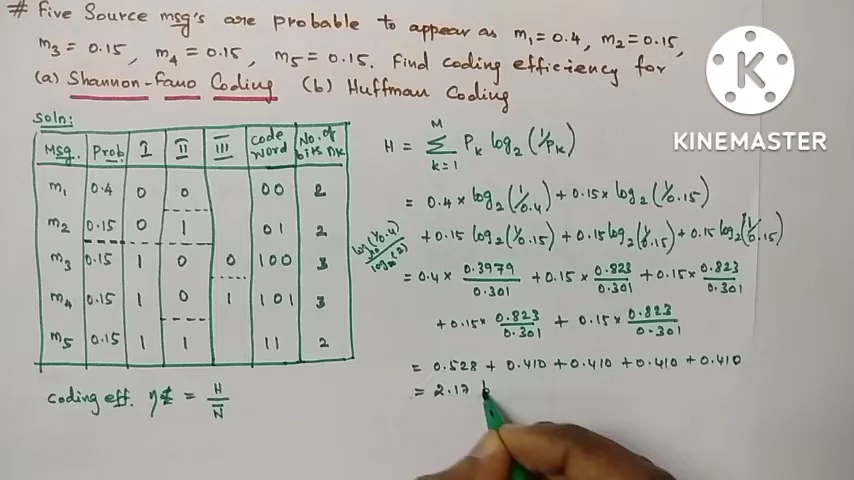 # Five Source msg's are probable to appear as m₁ = 0.4, m₂ = 0.15,
m₃ = 0.15, m₄ = 0.15, m₅ = 0.15. Find coding efficiency for
(a) Shannon-Fano Coding (b) Huffman Coding
K
KINEMASTER
Soln:
Msg. Prob. I II III code word No. of bits nk
m₁ 0.4 0 0 00 2
m₂ 0.15 0 1 01 2
m₃ 0.15 1 0 0 100 3
m₄ 0.15 1 0 1 101 3
m₅ 0.15 1 1 11 2
coding eff. η = H/N̅
H = M Σ k=1 Pk log₂ (1/Pk)
= 0.4 × log₂ (1/0.4) + 0.15 × log₂ (1/0.15)
+ 0.15 log₂ (1/0.15) + 0.15 log₂ (1/0.15) + 0.15 log₂ (1/0.15)
log₁₀ (1/0.4) / log₁₀ (2)
= 0.4 × 0.3979/0.301 + 0.15 × 0.823/0.301 + 0.15 × 0.823/0.301
+ 0.15 × 0.823/0.301 + 0.15 × 0.823/0.301
= 0.528 + 0.410 + 0.410 + 0.410 + 0.410
= 2.17 b